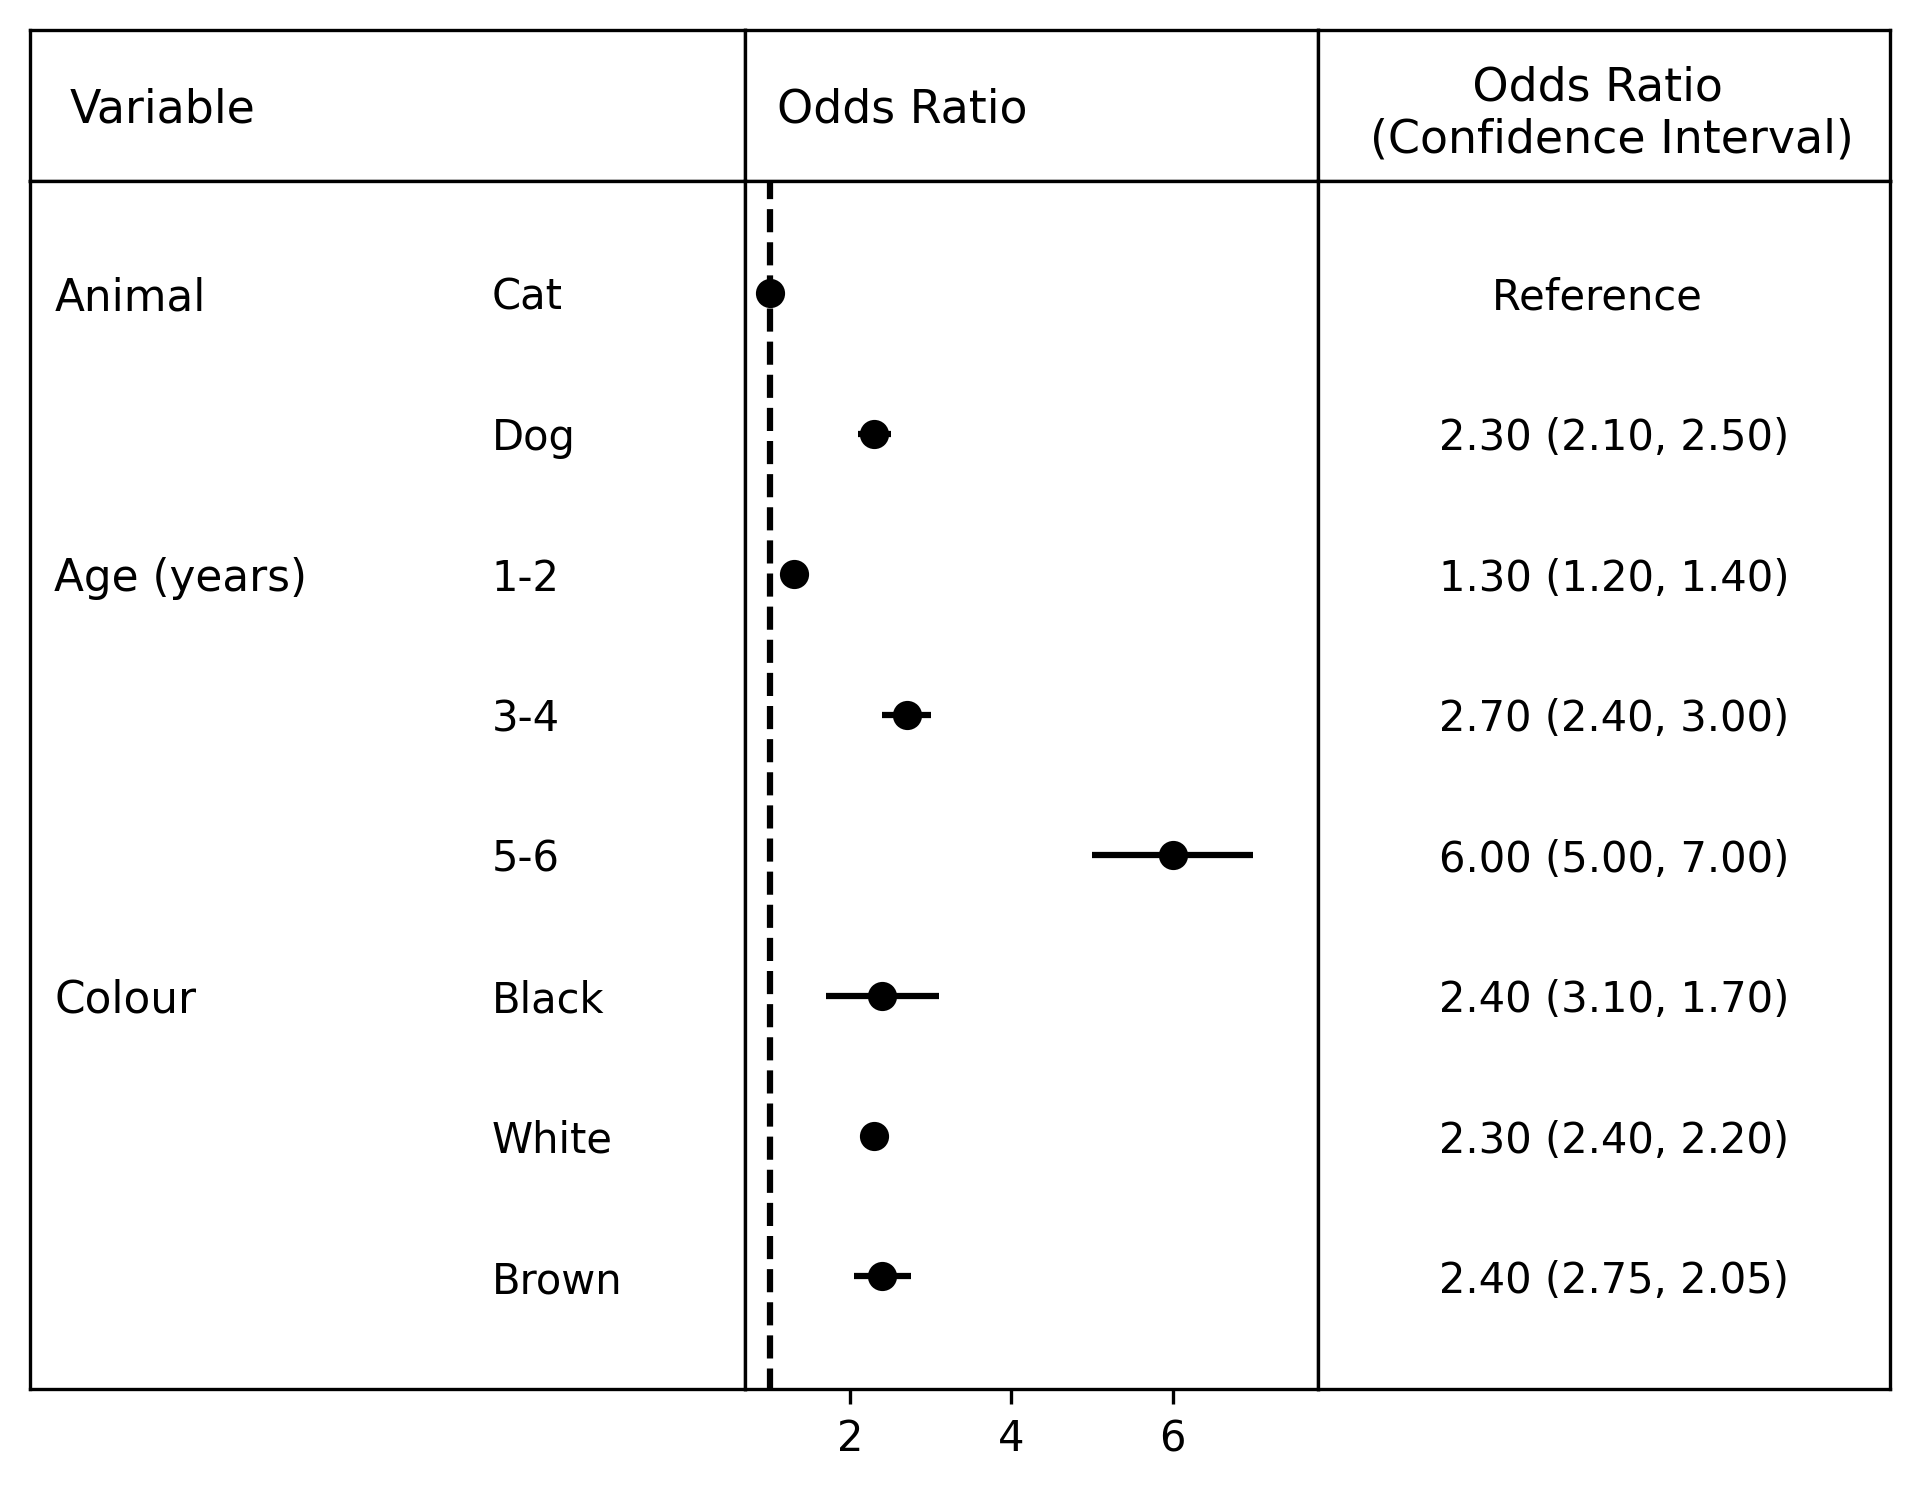 Variable
Odds Ratio
Odds Ratio
(Confidence Interval)
Animal Cat Reference
Dog 2.30 (2.10, 2.50)
Age (years) 1-2 1.30 (1.20, 1.40)
3-4 2.70 (2.40, 3.00)
5-6 6.00 (5.00, 7.00)
Colour Black 2.40 (3.10, 1.70)
White 2.30 (2.40, 2.20)
Brown 2.40 (2.75, 2.05)
2 4 6